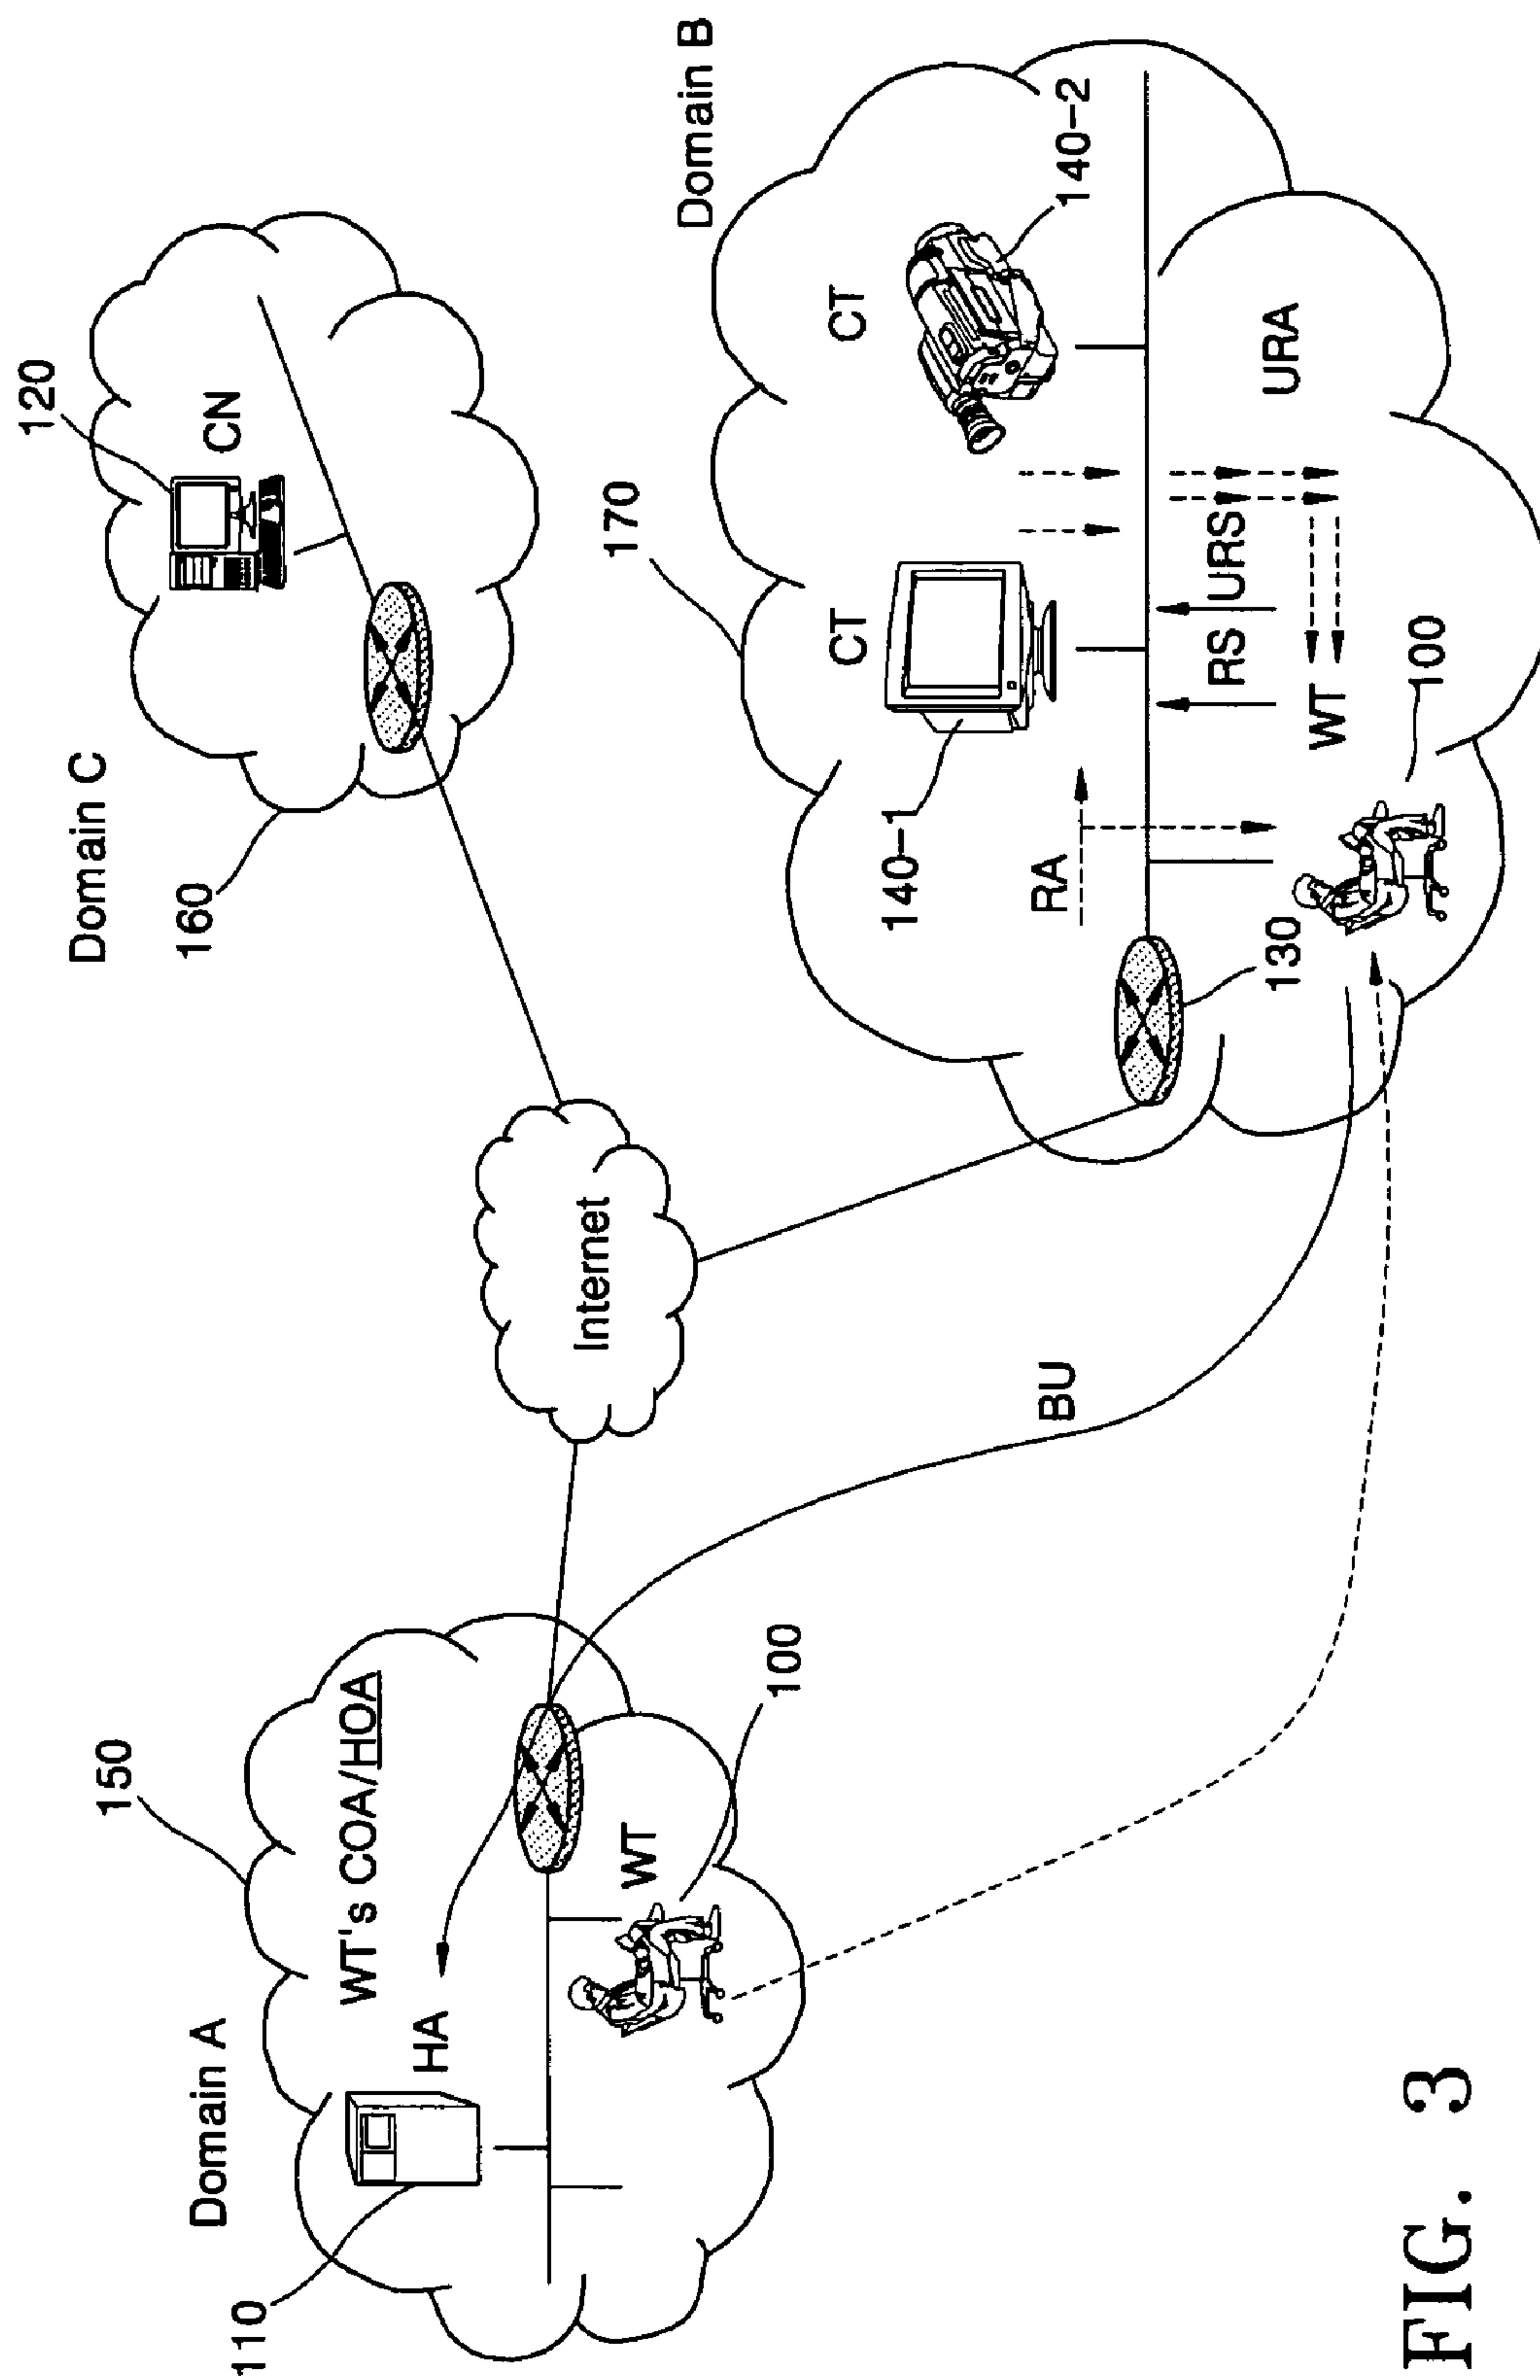 Domain A
150
WT's COA/HOA
110
HA
WT
100
Internet
BU
Domain C
160
120
CN
Domain B
170
CT
140-2
CT
140-1
RA
RS
URS
URA
WT
100
130
FIG. 3